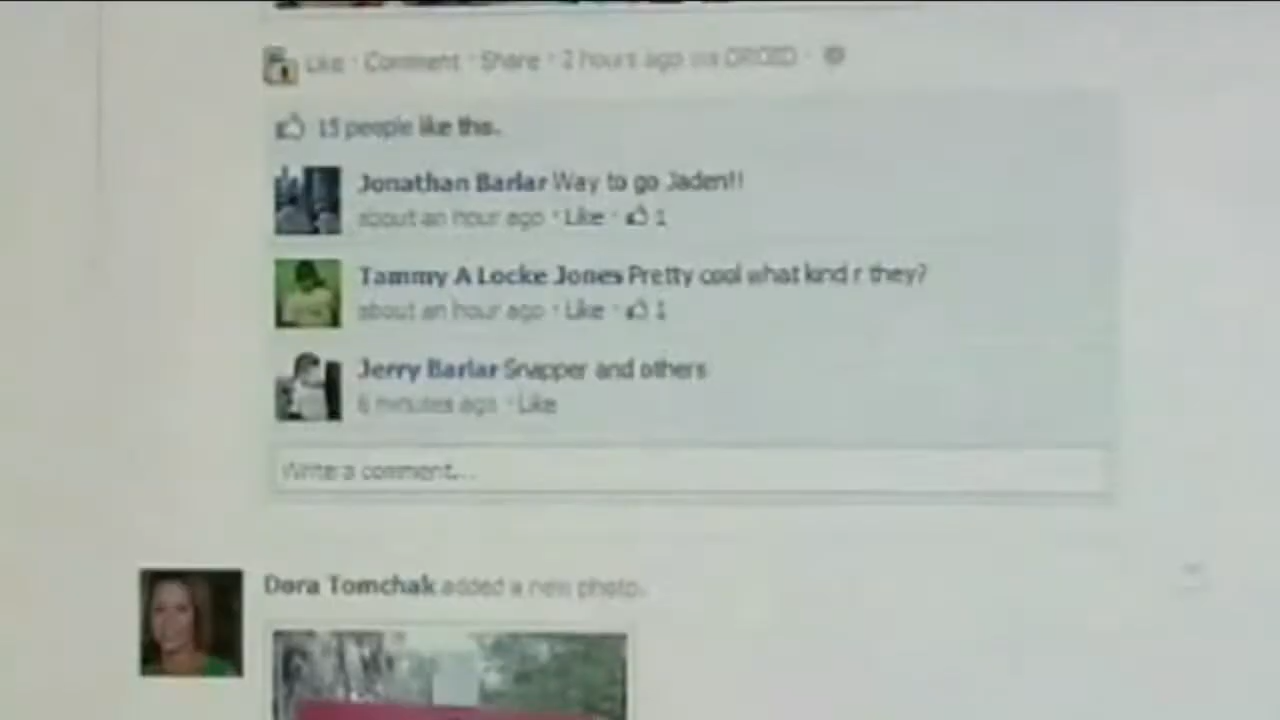 Like · Comment · Share · 2 hours ago via DROID ·
15 people like this.
Jonathan Barlar Way to go Jaden!!
about an hour ago · Like · 1
Tammy A Locke Jones Pretty cool what kind r they?
about an hour ago · Like · 1
Jerry Barlar Snapper and others
6 minutes ago · Like
Write a comment...
Dora Tomchak added a new photo.